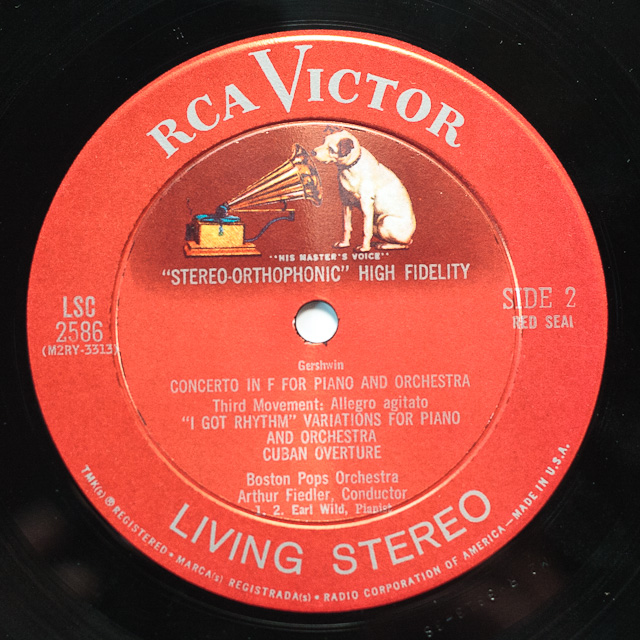 RCA VICTOR
"HIS MASTER'S VOICE"
"STEREO-ORTHOPHONIC" HIGH FIDELITY
LSC
2586
(M2RY-3313)
SIDE 2
RED SEAL
Gershwin
CONCERTO IN F FOR PIANO AND ORCHESTRA
Third Movement: Allegro agitato
"I GOT RHYTHM" VARIATIONS FOR PIANO
AND ORCHESTRA
CUBAN OVERTURE
Boston Pops Orchestra
Arthur Fiedler, Conductor
1. 2. Earl Wild, Pianist
LIVING STEREO
TMK(s) ® REGISTERED • MARCA(s) REGISTRADA(s) • RADIO CORPORATION OF AMERICA—MADE IN U.S.A.